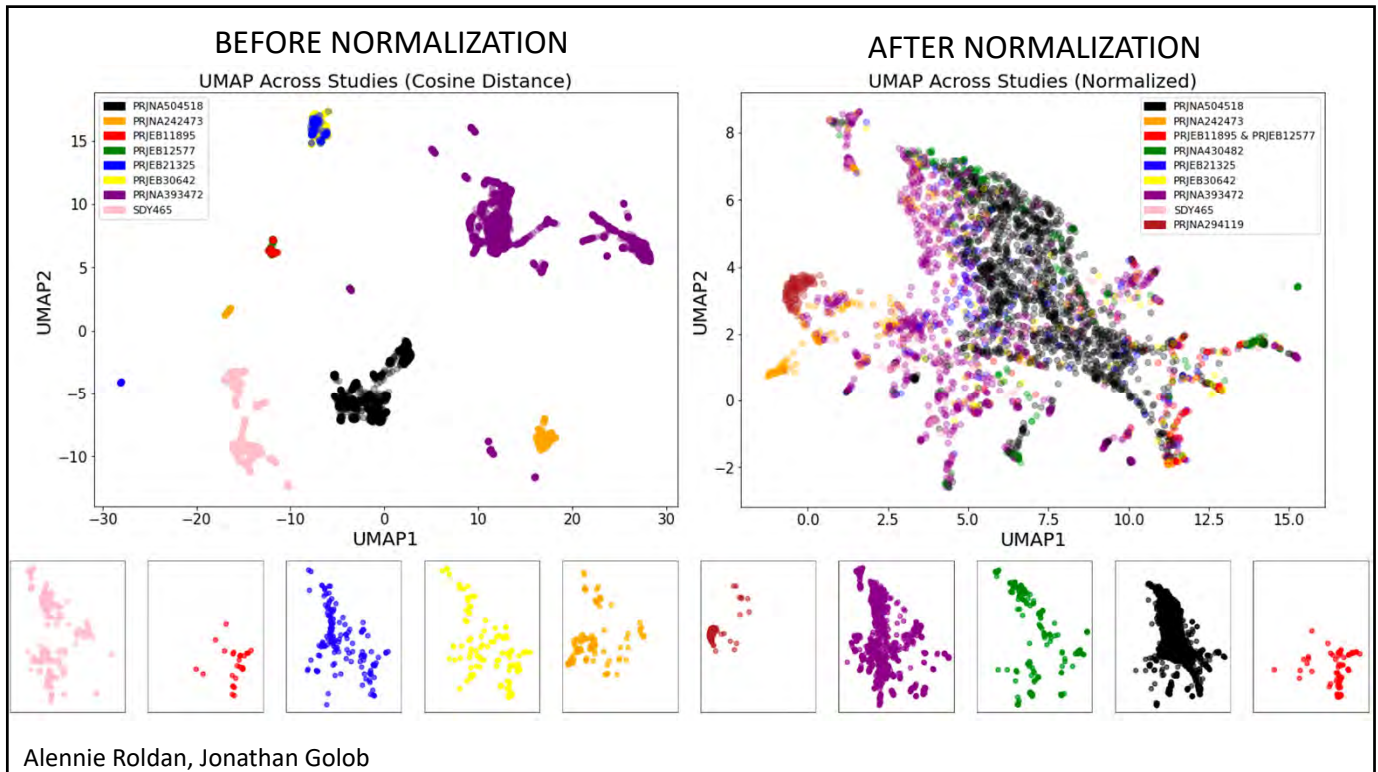 BEFORE NORMALIZATION
UMAP Across Studies (Cosine Distance)
PRJNA504518
PRJNA242473
PRJEB11895
PRJEB12577
PRJEB21325
PRJEB30642
PRJNA393472
SDY465
15
10
5
0
−5
−10
UMAP2
−30
−20
−10
0
10
20
30
UMAP1
AFTER NORMALIZATION
UMAP Across Studies (Normalized)
PRJNA504518
PRJNA242473
PRJEB11895 & PRJEB12577
PRJNA430482
PRJEB21325
PRJEB30642
PRJNA393472
SDY465
PRJNA294119
8
6
4
2
0
−2
UMAP2
0.0
2.5
5.0
7.5
10.0
12.5
15.0
UMAP1
Alennie Roldan, Jonathan Golob